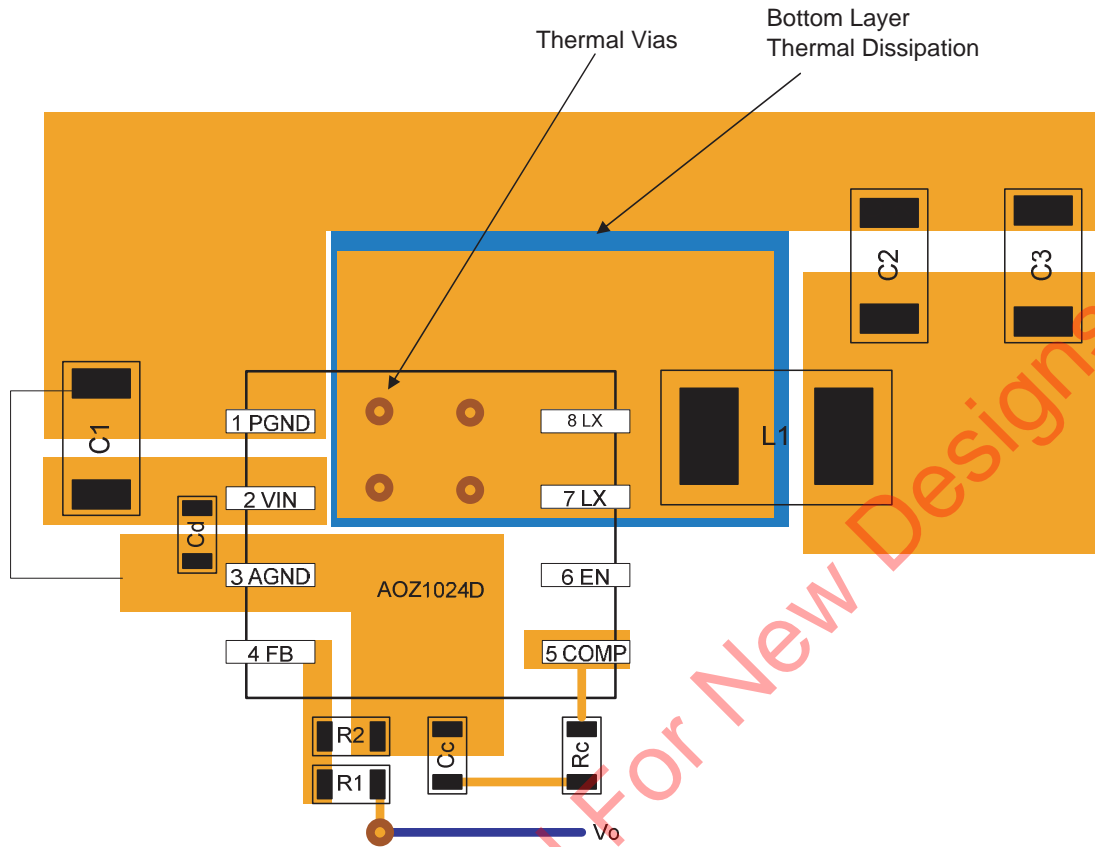 Thermal Vias
Bottom Layer
Thermal Dissipation
C2
C3
C1
1 PGND
8 LX
L1
2 VIN
7 LX
Cd
3 AGND
6 EN
AOZ1024D
4 FB
5 COMP
R2
Cc
Rc
R1
Vo
For New Designs